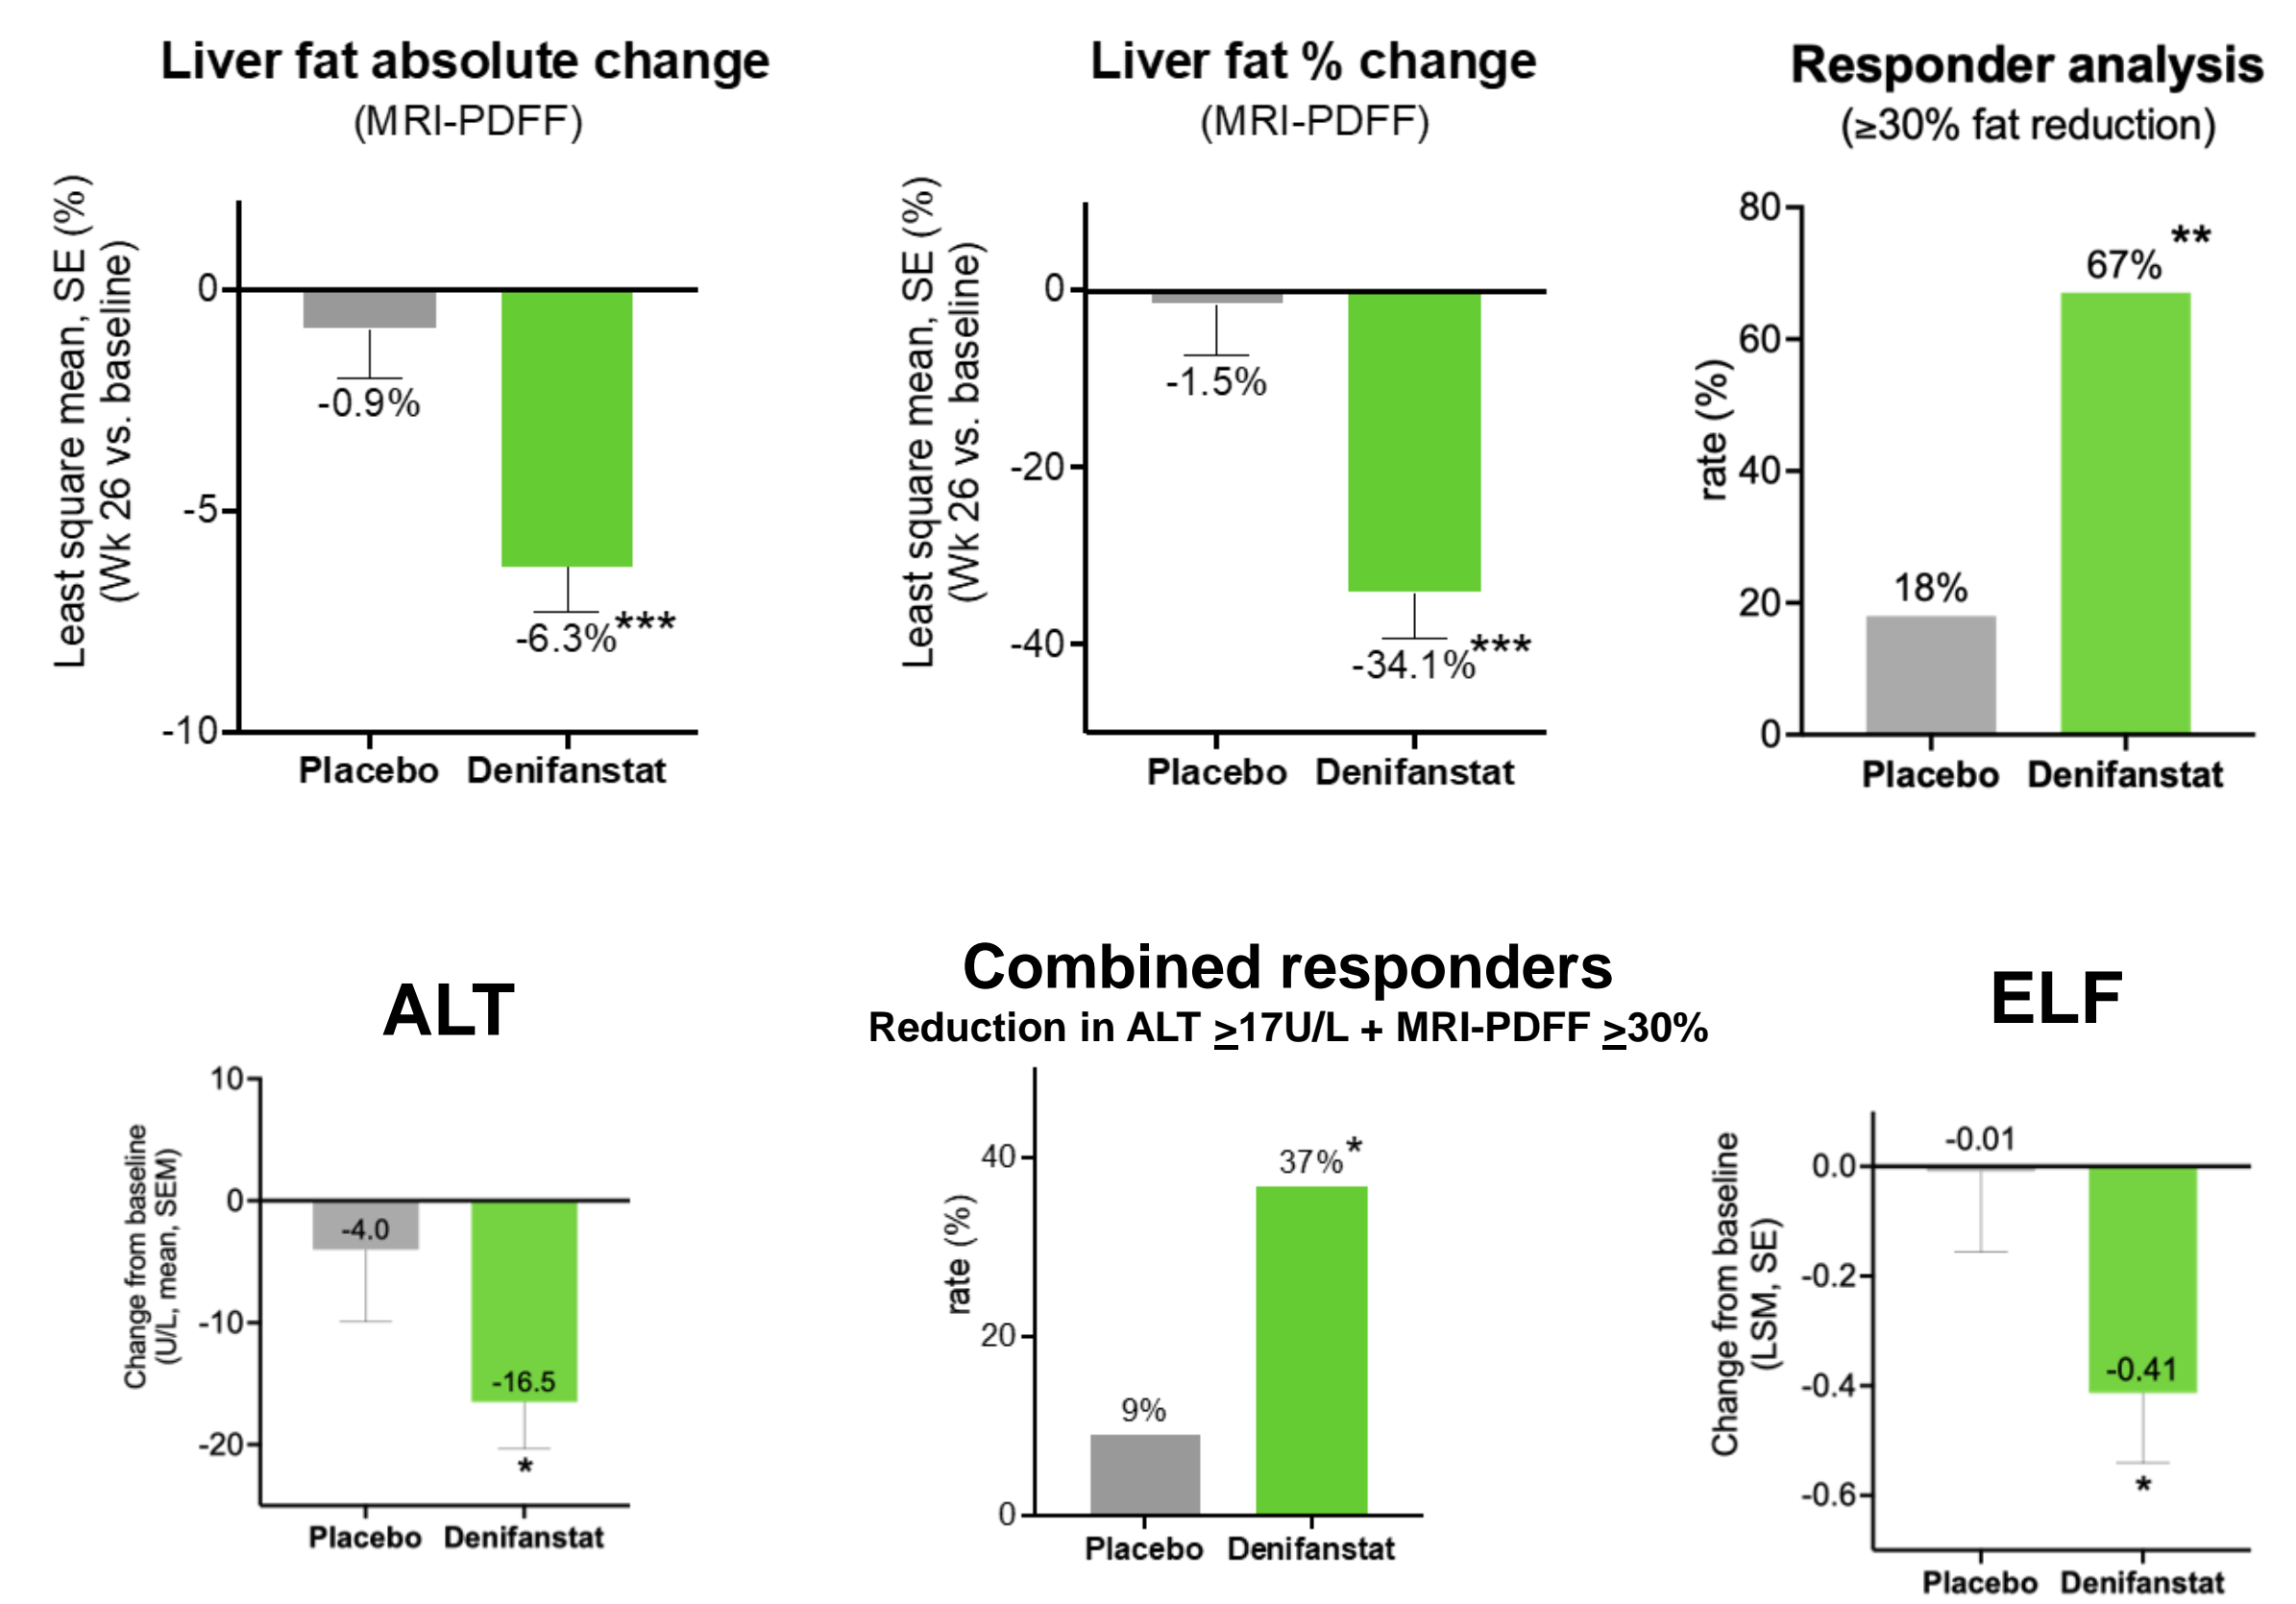 Liver fat absolute change
(MRI-PDFF)
Least square mean, SE (%)
(Wk 26 vs. baseline)
0
-5
-10
-0.9%
-6.3%***
Placebo
Denifanstat
Liver fat % change
(MRI-PDFF)
Least square mean, SE (%)
(Wk 26 vs. baseline)
0
-20
-40
-1.5%
-34.1%***
Placebo
Denifanstat
Responder analysis
(≥30% fat reduction)
rate (%)
80
60
40
20
0
18%
67% **
Placebo
Denifanstat
ALT
Change from baseline
(U/L, mean, SEM)
10
0
-10
-20
-4.0
-16.5
*
Placebo
Denifanstat
Combined responders
Reduction in ALT ≥17U/L + MRI-PDFF ≥30%
rate (%)
40
20
0
9%
37%*
Placebo
Denifanstat
ELF
Change from baseline
(LSM, SE)
0.0
-0.2
-0.4
-0.6
-0.01
-0.41
*
Placebo
Denifanstat